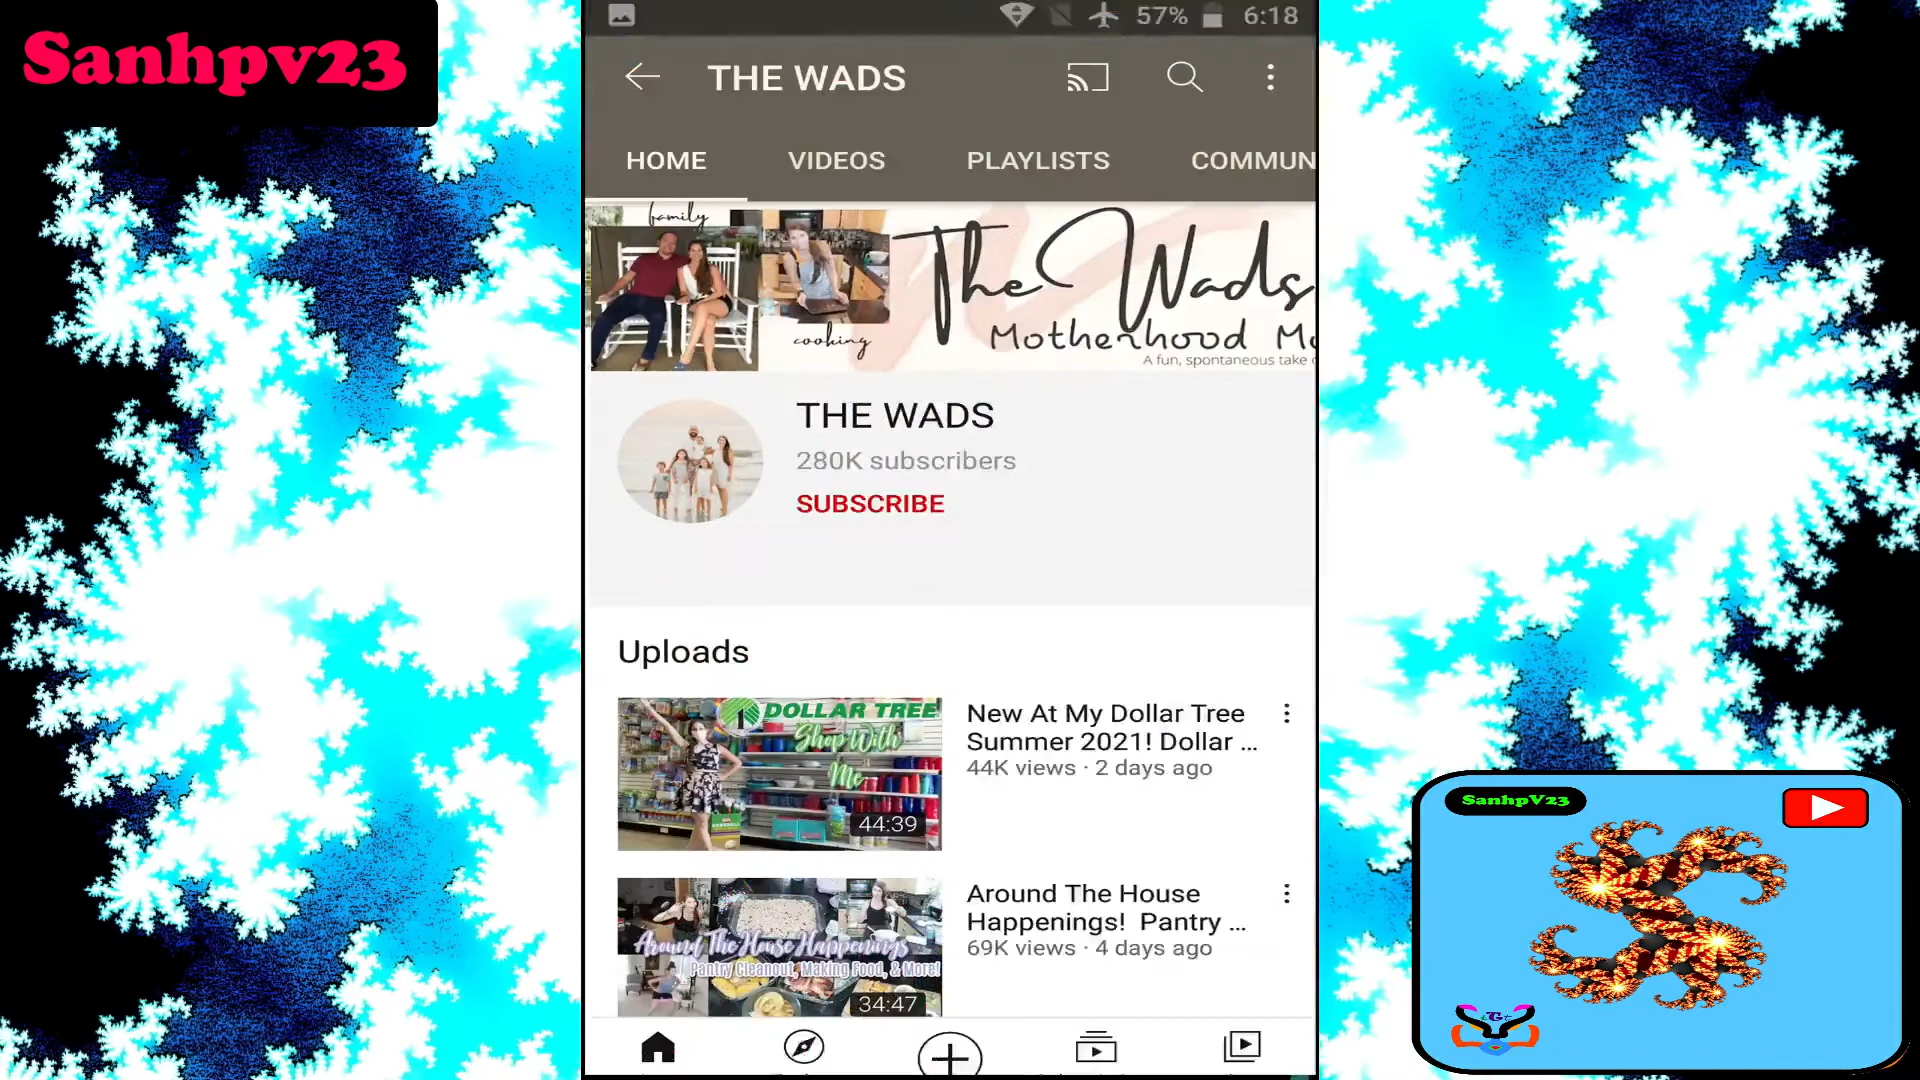 Sanhpv23
57% 6:18
THE WADS
HOME VIDEOS PLAYLISTS COMMUN
family
cooking
The Wads
Motherhood
A fun, spontaneous take
THE WADS
280K subscribers
SUBSCRIBE
Uploads
DOLLAR TREE
Shop With
Me
44:39
New At My Dollar Tree
Summer 2021! Dollar ...
44K views · 2 days ago
Around The House Happenings
Pantry Cleanout, Making Food, & More!
34:47
Around The House
Happenings! Pantry ...
69K views · 4 days ago
SanhpV23